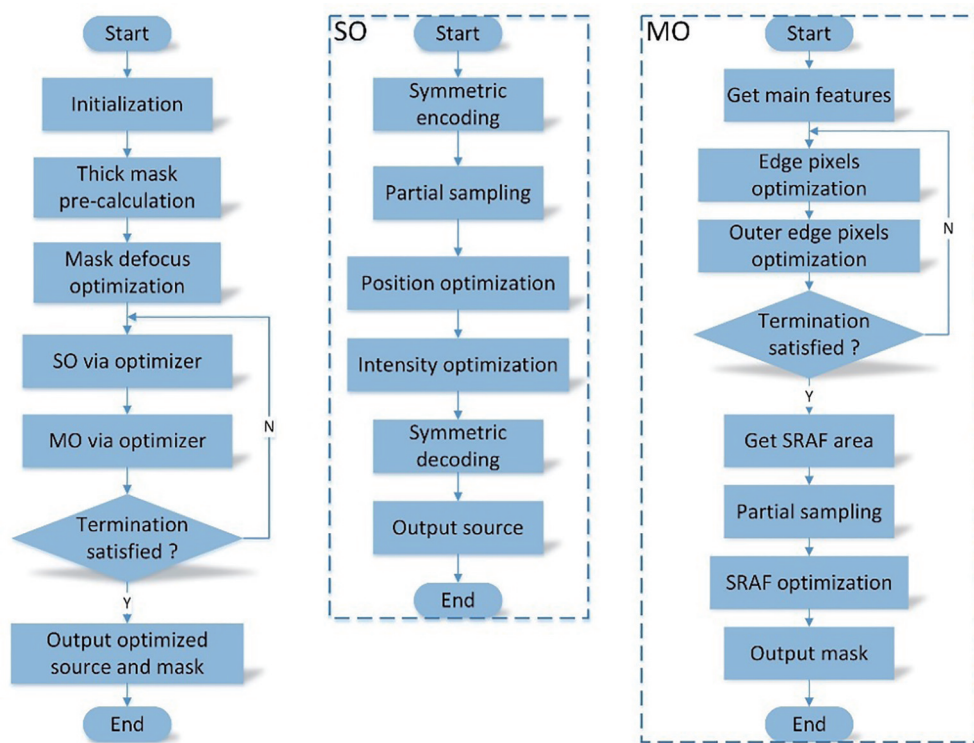 Start
Initialization
Thick mask
pre-calculation
Mask defocus
optimization
SO via optimizer
MO via optimizer
N
Termination
satisfied ?
Y
Output optimized
source and mask
End
SO
Start
Symmetric
encoding
Partial sampling
Position optimization
Intensity optimization
Symmetric
decoding
Output source
End
MO
Start
Get main features
Edge pixels
optimization
N
Outer edge pixels
optimization
Termination
satisfied ?
Y
Get SRAF area
Partial sampling
SRAF optimization
Output mask
End